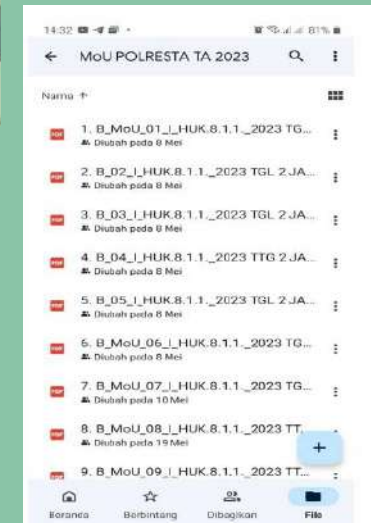 14:32 81%
MoU POLRESTA TA 2023
Nama
1. B_MoU_01_I_HUK.8.1.1._2023 TG...
Diubah pada 8 Mei
2. B_02_I_HUK.8.1.1._2023 TGL 2 JA...
Diubah pada 8 Mei
3. B_03_I_HUK.8.1.1._2023 TGL 2 JA...
Diubah pada 8 Mei
4. B_04_I_HUK.8.1.1._2023 TTG 2 JA...
Diubah pada 8 Mei
5. B_05_I_HUK.8.1.1._2023 TGL 2 JA...
Diubah pada 8 Mei
6. B_MoU_06_I_HUK.8.1.1._2023 TG...
Diubah pada 8 Mei
7. B_MoU_07_I_HUK.8.1.1._2023 TG...
Diubah pada 10 Mei
8. B_MoU_08_I_HUK.8.1.1._2023 TT...
Diubah pada 19 Mei
9. B_MoU_09_I_HUK.8.1.1._2023 TT...
Beranda Berbintang Dibagikan File